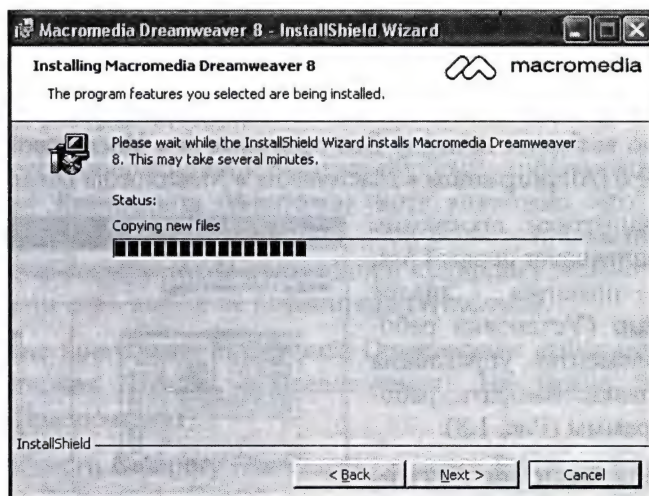 Macromedia Dreamweaver 8 - InstallShield Wizard
Installing Macromedia Dreamweaver 8
macromedia
The program features you selected are being installed.
Please wait while the InstallShield Wizard installs Macromedia Dreamweaver
8. This may take several minutes.
Status:
Copying new files
InstallShield
< Back
Next >
Cancel